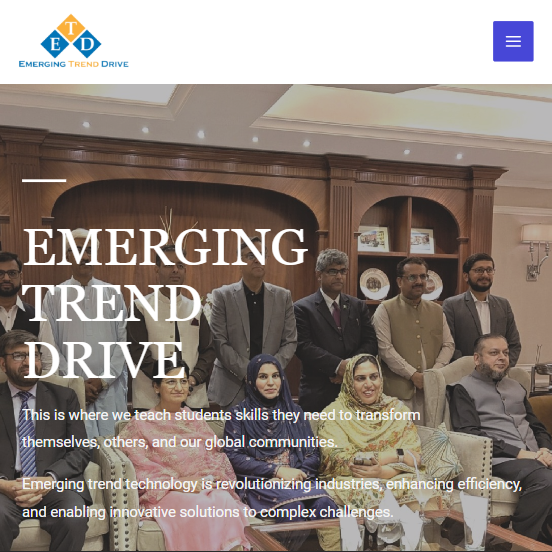 E T D
EMERGING TREND DRIVE
EMERGING
TREND
DRIVE
This is where we teach students skills they need to transform
themselves, others, and our global communities.
Emerging trend technology is revolutionizing industries, enhancing efficiency,
and enabling innovative solutions to complex challenges.